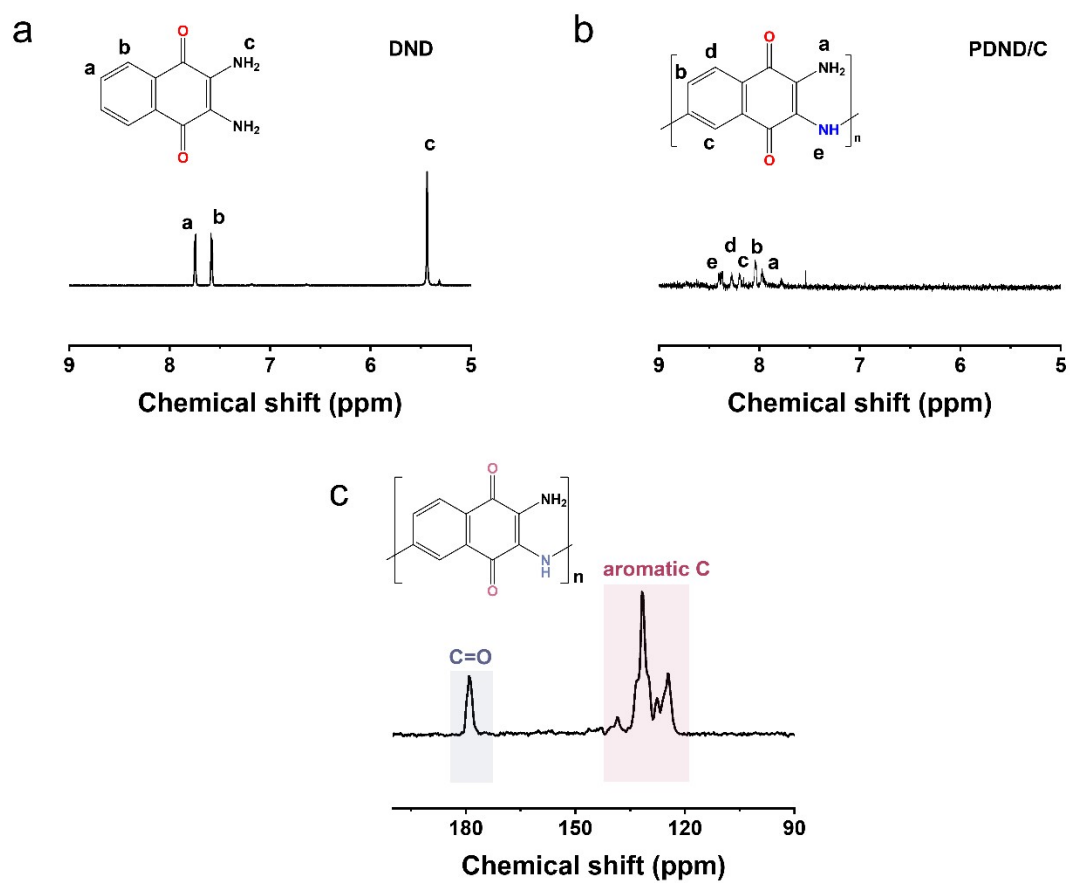 a
DND
O
b
c
a
NH2
NH2
O
a
b
c
9 8 7 6 5
Chemical shift (ppm)
b
PDND/C
O
d
a
b
NH2
NH
n
c
e
O
e
d
c
b
a
9 8 7 6 5
Chemical shift (ppm)
c
O
NH2
N
H
n
O
aromatic C
C=O
180 150 120 90
Chemical shift (ppm)